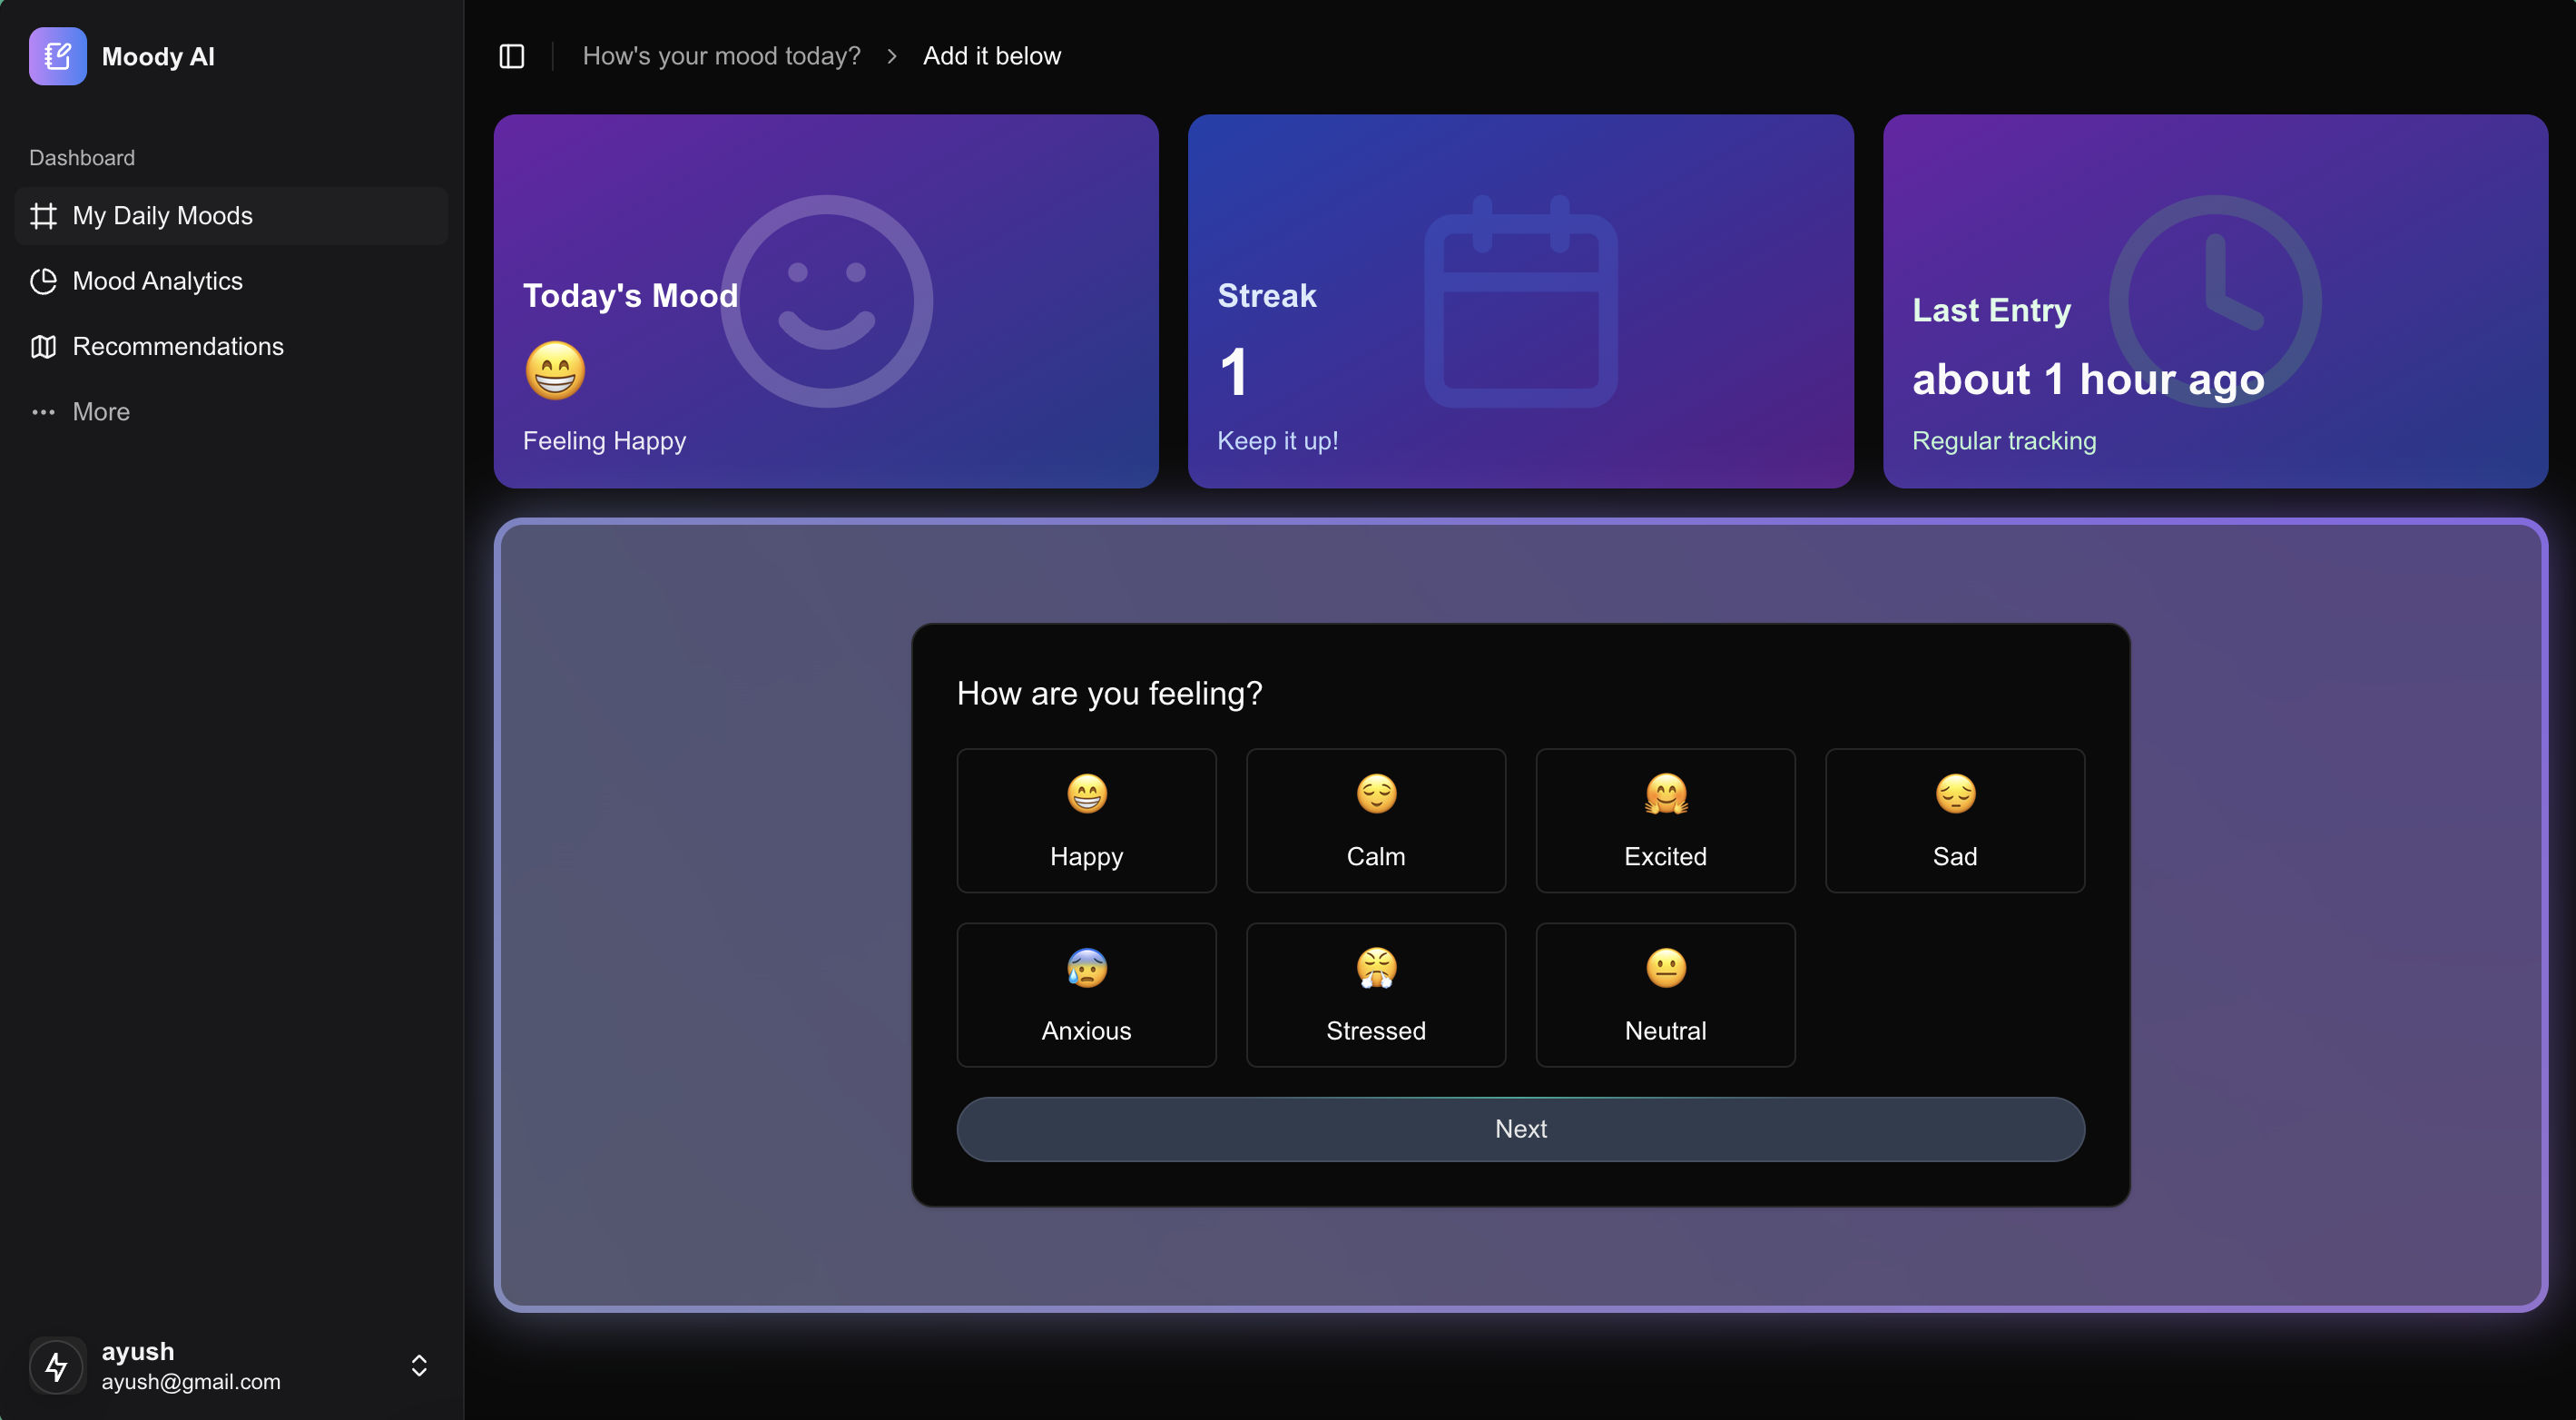 Moody AI
Dashboard
My Daily Moods
Mood Analytics
Recommendations
More
ayush
ayush@gmail.com
How's your mood today? > Add it below
Today's Mood
😁
Feeling Happy
Streak
1
Keep it up!
Last Entry
about 1 hour ago
Regular tracking
How are you feeling?
Happy
Calm
Excited
Sad
Anxious
Stressed
Neutral
Next